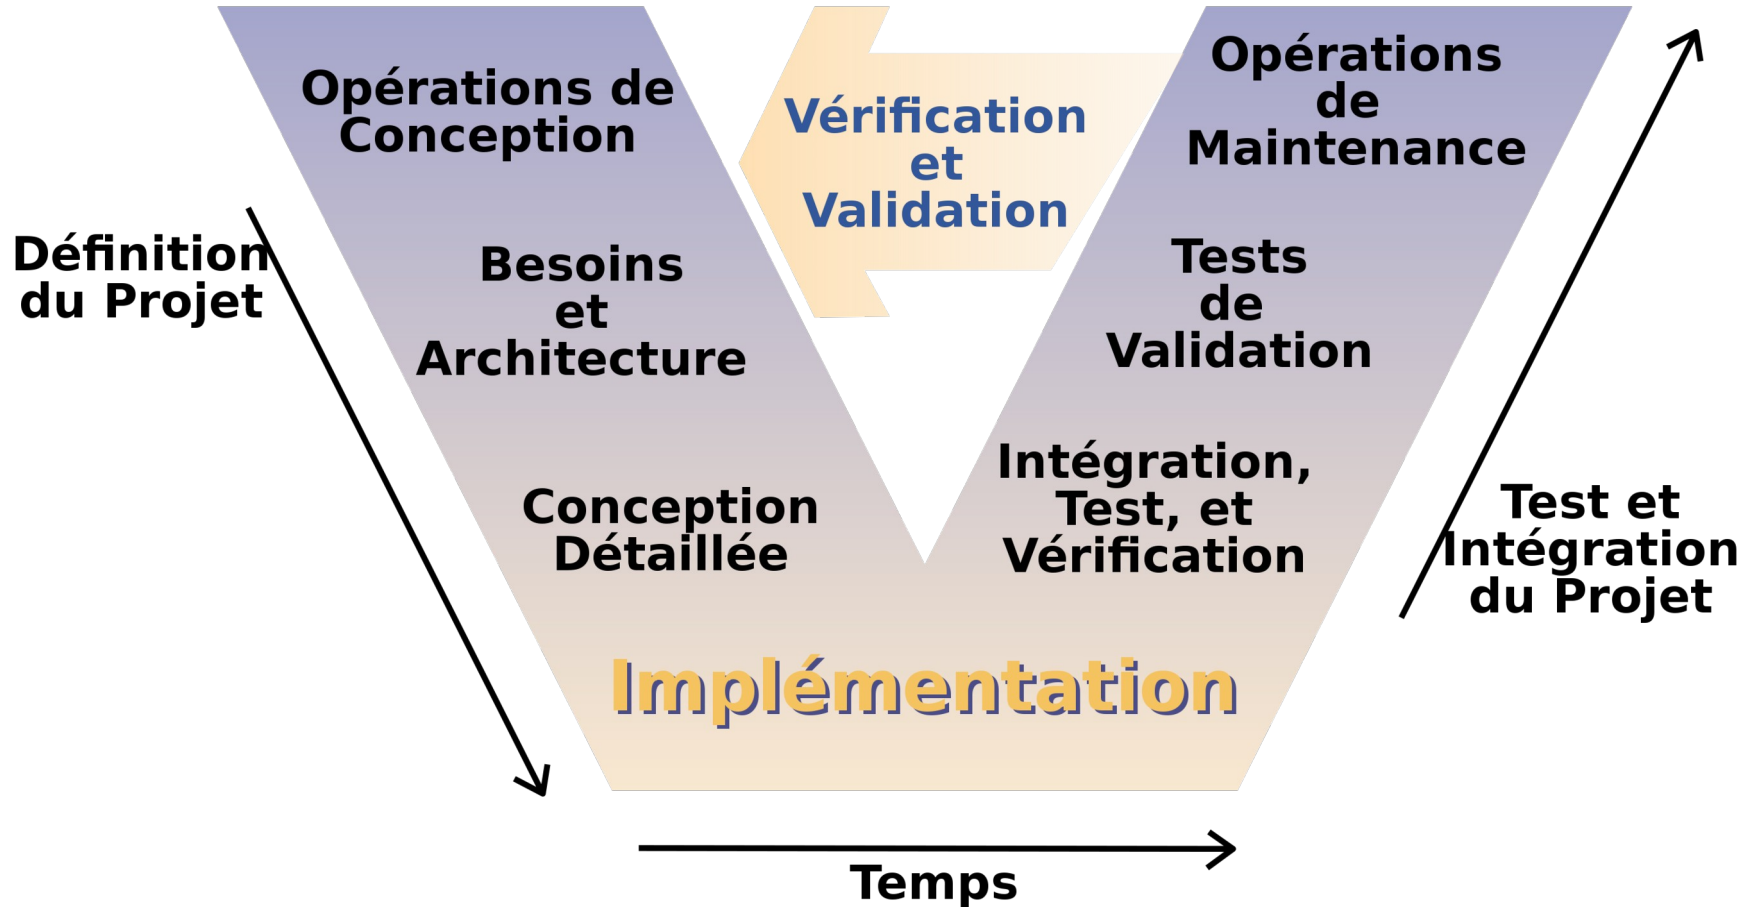 Opérations de
Conception
Vérification
et
Validation
Opérations
de
Maintenance
Définition
du Projet
Besoins
et
Architecture
Tests
de
Validation
Conception
Détaillée
Intégration,
Test, et
Vérification
Test et
Intégration
du Projet
Implémentation
Temps